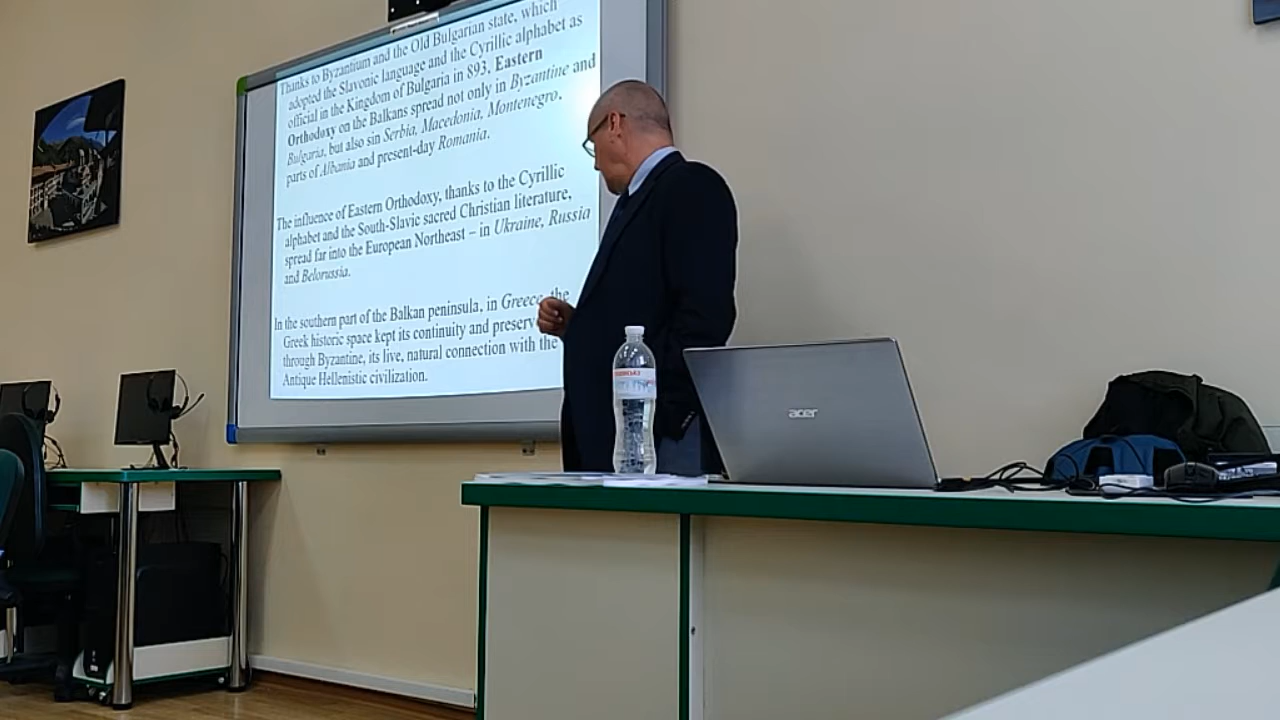 Thanks to Byzantium and the Old Bulgarian state, which
adopted the Slavonic language and the Cyrillic alphabet as
official in the Kingdom of Bulgaria in 893, Eastern
Orthodoxy on the Balkans spread not only in Byzantine and
Bulgaria, but also sin Serbia, Macedonia, Montenegro,
parts of Albania and present-day Romania.
The influence of Eastern Orthodoxy, thanks to the Cyrillic
alphabet and the South-Slavic sacred Christian literature,
spread far into the European Northeast – in Ukraine, Russia
and Belorussia.
In the southern part of the Balkan peninsula, in Greece, the
Greek historic space kept its continuity and preserv
through Byzantine, its live, natural connection with the
Antique Hellenistic civilization.
acer